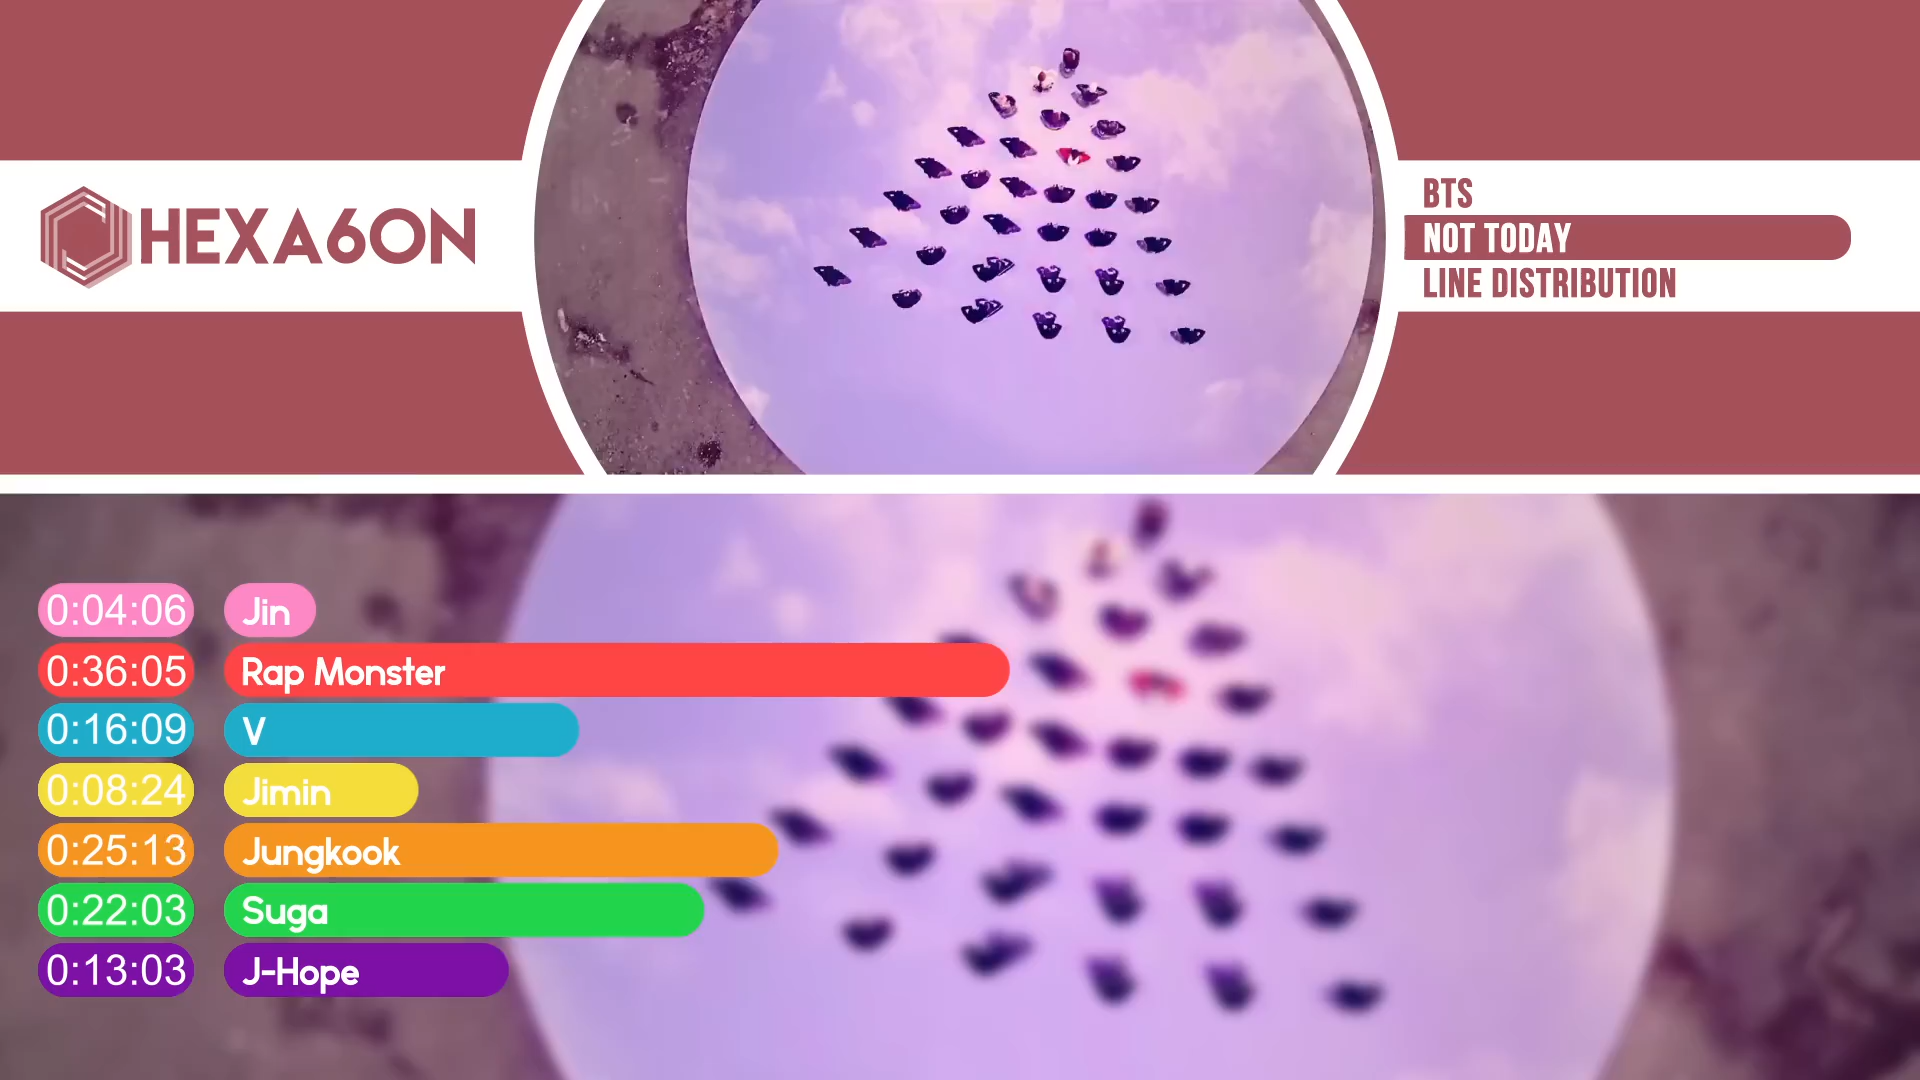 HEXA6ON
BTS
NOT TODAY
LINE DISTRIBUTION
0:04:06 Jin
0:36:05 Rap Monster
0:16:09 V
0:08:24 Jimin
0:25:13 Jungkook
0:22:03 Suga
0:13:03 J-Hope